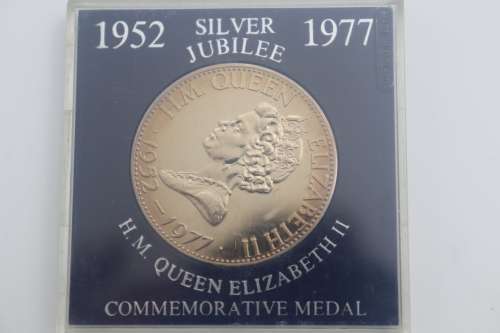 1952 SILVER JUBILEE 1977
H.M. QUEEN ELIZABETH II
1952-1977
H.M. QUEEN ELIZABETH II
COMMEMORATIVE MEDAL